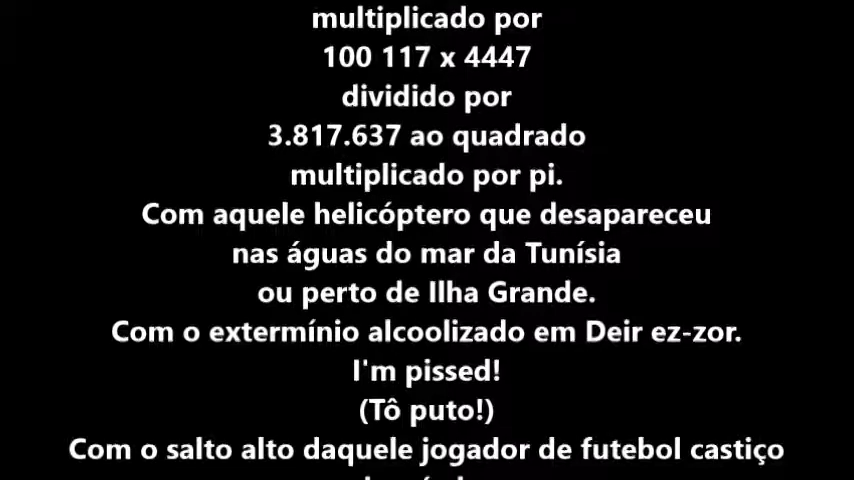 multiplicado por
100 117 x 4447
dividido por
3.817.637 ao quadrado
multiplicado por pi.
Com aquele helicóptero que desapareceu
nas águas do mar da Tunísia
ou perto de Ilha Grande.
Com o extermínio alcoolizado em Deir ez-zor.
I'm pissed!
(Tô puto!)
Com o salto alto daquele jogador de futebol castiço